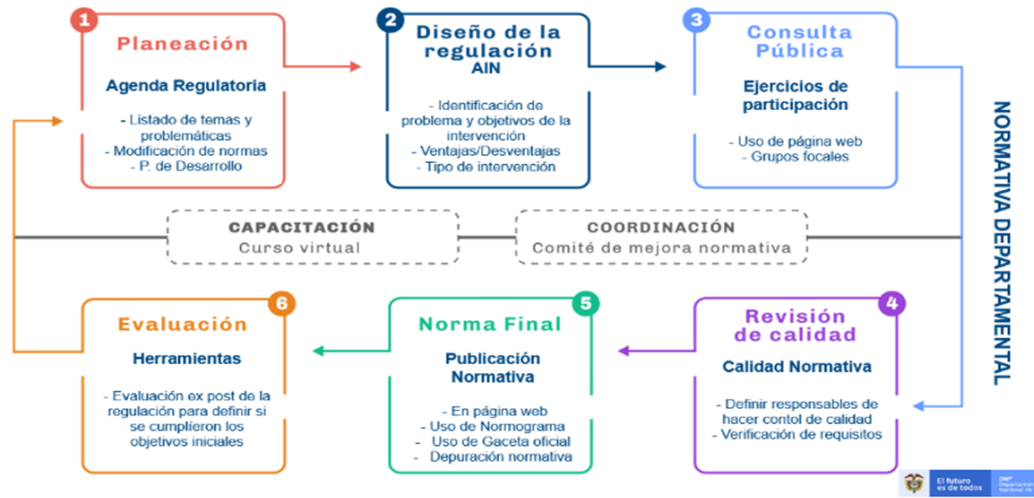 1
Planeación
Agenda Regulatoria
- Listado de temas y
problemáticas
- Modificación de normas
- P. de Desarrollo
2
Diseño de la
regulación
AIN
- Identificación de
problema y objetivos de la
intervención
- Ventajas/Desventajas
- Tipo de intervención
3
Consulta
Pública
Ejercicios de
participación
- Uso de página web
- Grupos focales
NORMATIVA DEPARTAMENTAL
CAPACITACIÓN
Curso virtual
COORDINACIÓN
Comité de mejora normativa
6
Evaluación
Herramientas
- Evaluación ex post de la
regulación para definir si
se cumplieron los
objetivos iniciales
5
Norma Final
Publicación
Normativa
- En página web
- Uso de Normograma
- Uso de Gaceta oficial
- Depuración normativa
4
Revisión
de calidad
Calidad Normativa
- Definir responsables de
hacer contol de calidad
- Verificación de requisitos
El futuro
es de todos
DNP